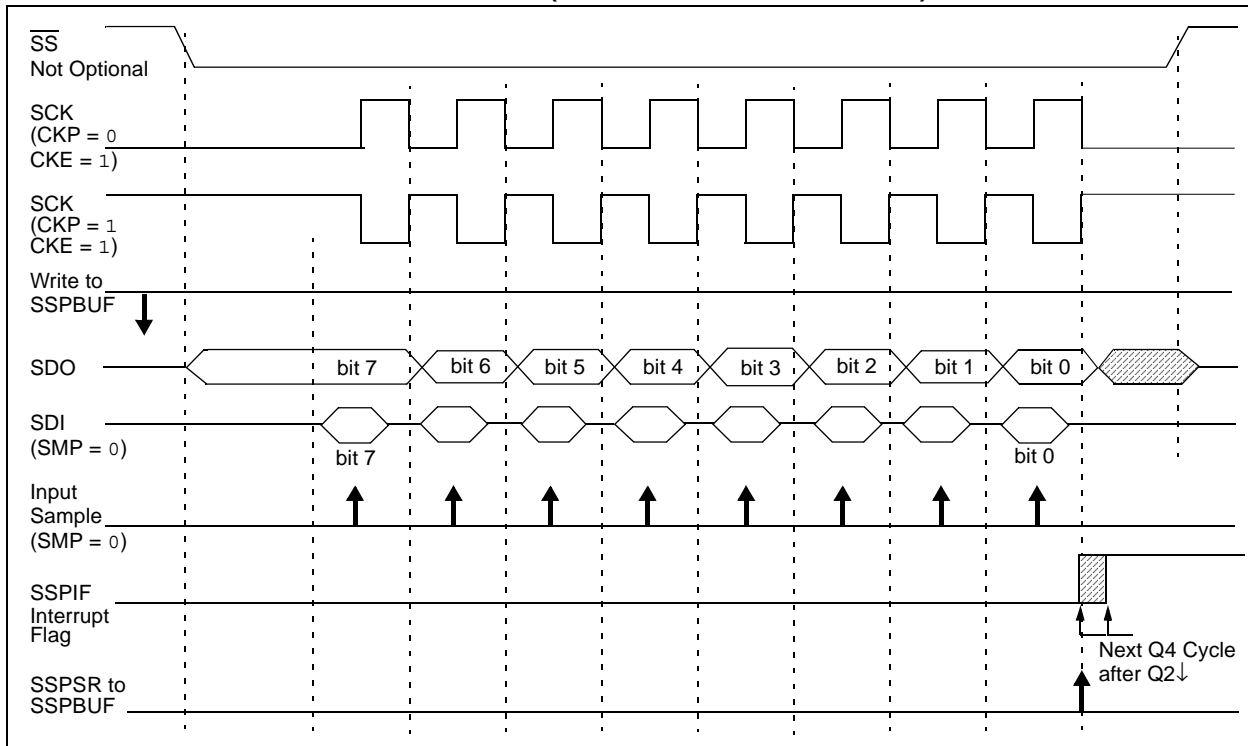 SS
Not Optional
SCK
(CKP = 0
CKE = 1)
SCK
(CKP = 1
CKE = 1)
Write to
SSPBUF
SDO
bit 7
bit 6
bit 5
bit 4
bit 3
bit 2
bit 1
bit 0
SDI
(SMP = 0)
bit 7
bit 0
Input
Sample
(SMP = 0)
SSPIF
Interrupt
Flag
Next Q4 Cycle
after Q2↓
SSPSR to
SSPBUF